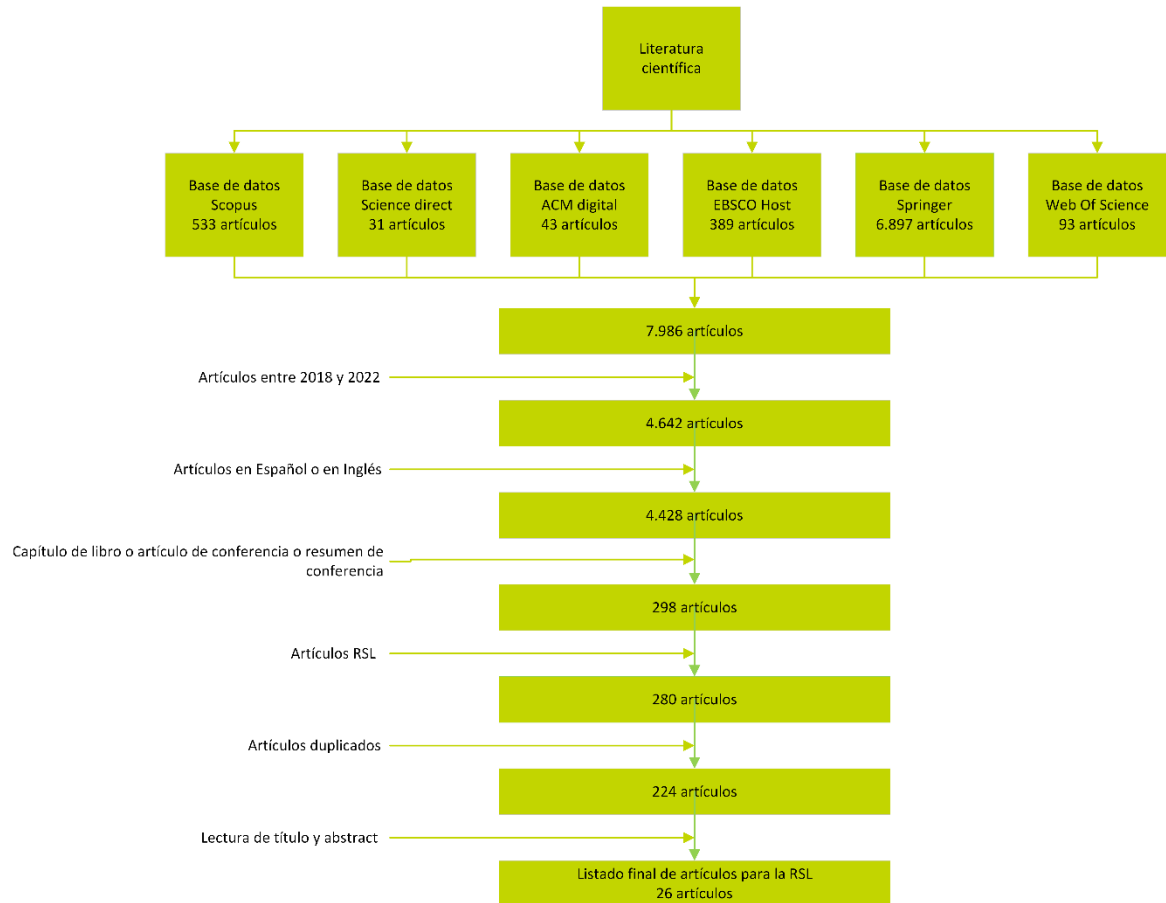 Literatura
científica
Base de datos
Scopus
533 artículos
Base de datos
Science direct
31 artículos
Base de datos
ACM digital
43 artículos
Base de datos
EBSCO Host
389 artículos
Base de datos
Springer
6.897 artículos
Base de datos
Web Of Science
93 artículos
7.986 artículos
Artículos entre 2018 y 2022
4.642 artículos
Artículos en Español o en Inglés
4.428 artículos
Capítulo de libro o artículo de conferencia o resumen de
conferencia
298 artículos
Artículos RSL
280 artículos
Artículos duplicados
224 artículos
Lectura de título y abstract
Listado final de artículos para la RSL
26 artículos